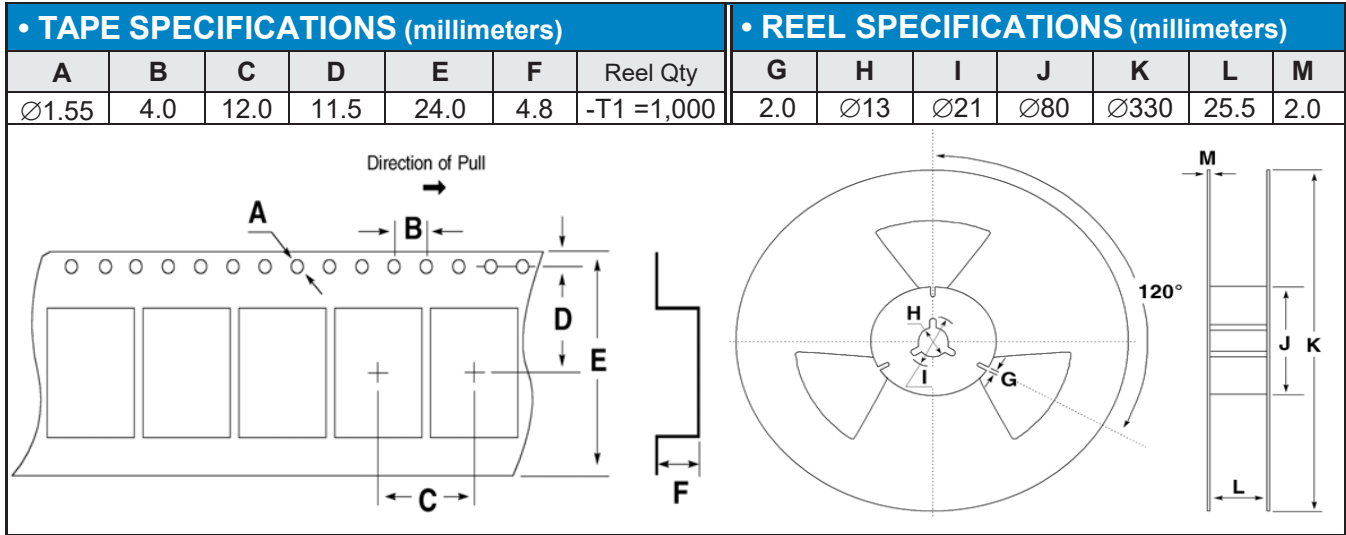 • TAPE SPECIFICATIONS (millimeters)
• REEL SPECIFICATIONS (millimeters)
A B C D E F Reel Qty
G H I J K L M
∅1.55 4.0 12.0 11.5 24.0 4.8 -T1 =1,000
2.0 ∅13 ∅21 ∅80 ∅330 25.5 2.0
Direction of Pull
A
B
D
E
C
F
120°
H
I
G
M
J
K
L